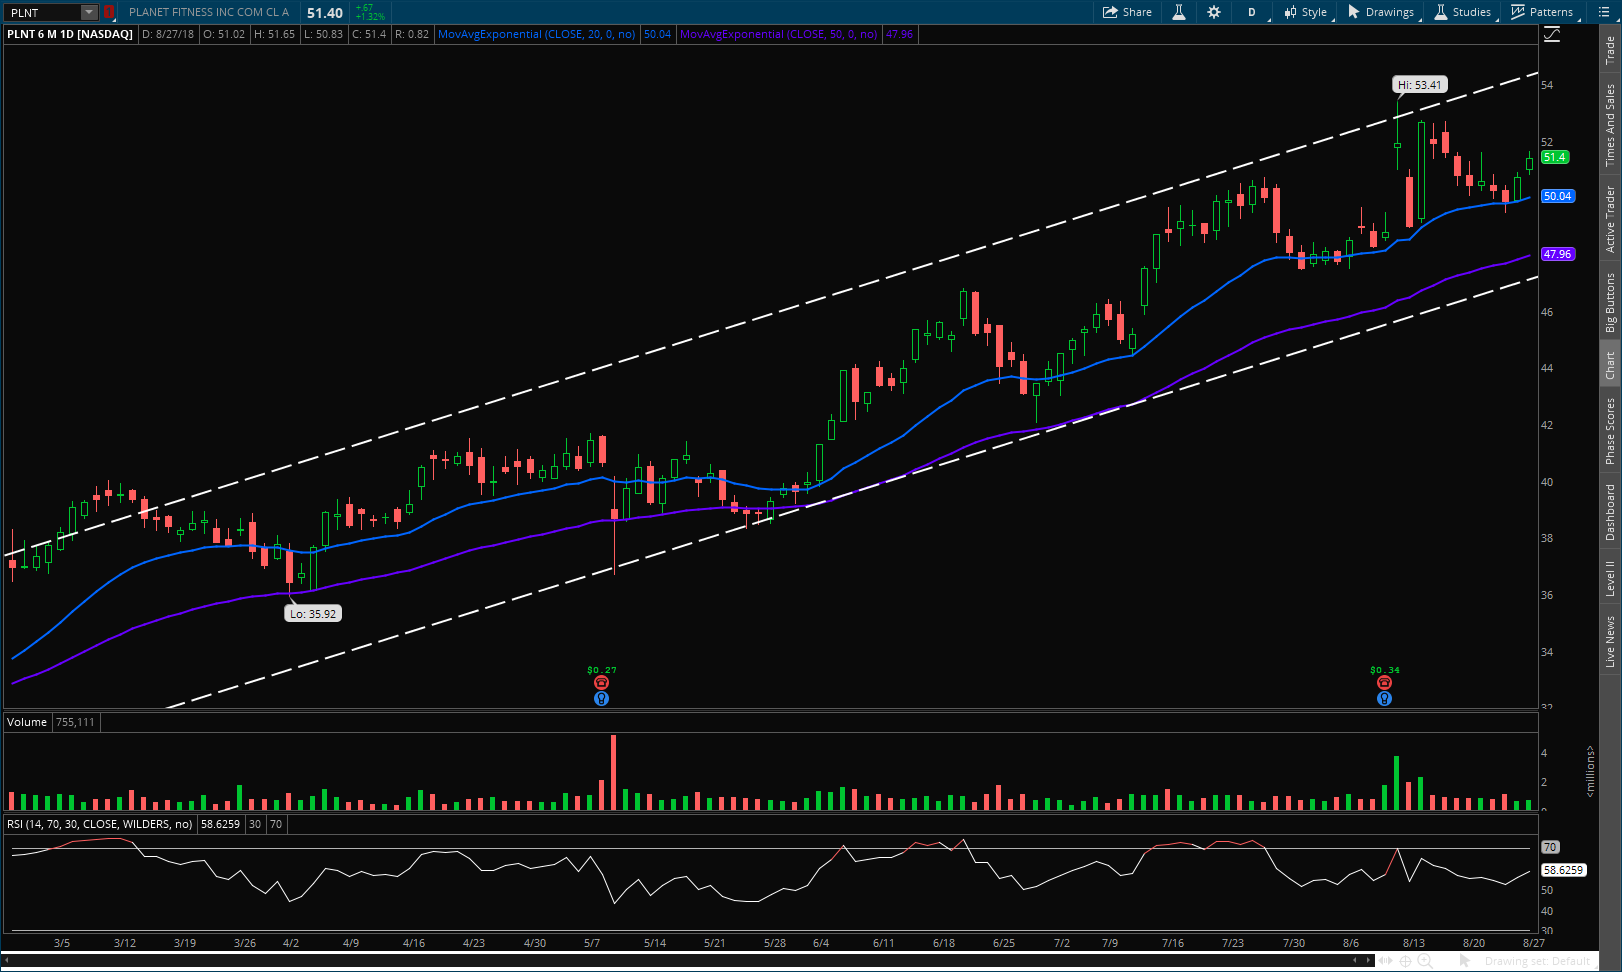 PLNT
PLANET FITNESS INC COM CL A
51.40
+.67
+1.32%
Share
D
Style
Drawings
Studies
Patterns
PLNT 6 M 1D [NASDAQ]
D: 8/27/18
O: 51.02
H: 51.65
L: 50.83
C: 51.4
R: 0.82
MovAvgExponential (CLOSE, 20, 0, no)
50.04
MovAvgExponential (CLOSE, 50, 0, no)
47.96
Hi: 53.41
Lo: 35.92
54
52
51.4
50.04
47.96
46
44
42
40
38
36
34
32
$0.27
$0.34
Volume
755,111
4
2
0
<millions>
RSI (14, 70, 30, CLOSE, WILDERS, no)
58.6259
30
70
70
58.6259
50
40
30
3/5
3/12
3/19
3/26
4/2
4/9
4/16
4/23
4/30
5/7
5/14
5/21
5/28
6/4
6/11
6/18
6/25
7/2
7/9
7/16
7/23
7/30
8/6
8/13
8/20
8/27
Drawing set: Default
Trade
Times And Sales
Active Trader
Big Buttons
Chart
Phase Scores
Dashboard
Level II
Live News